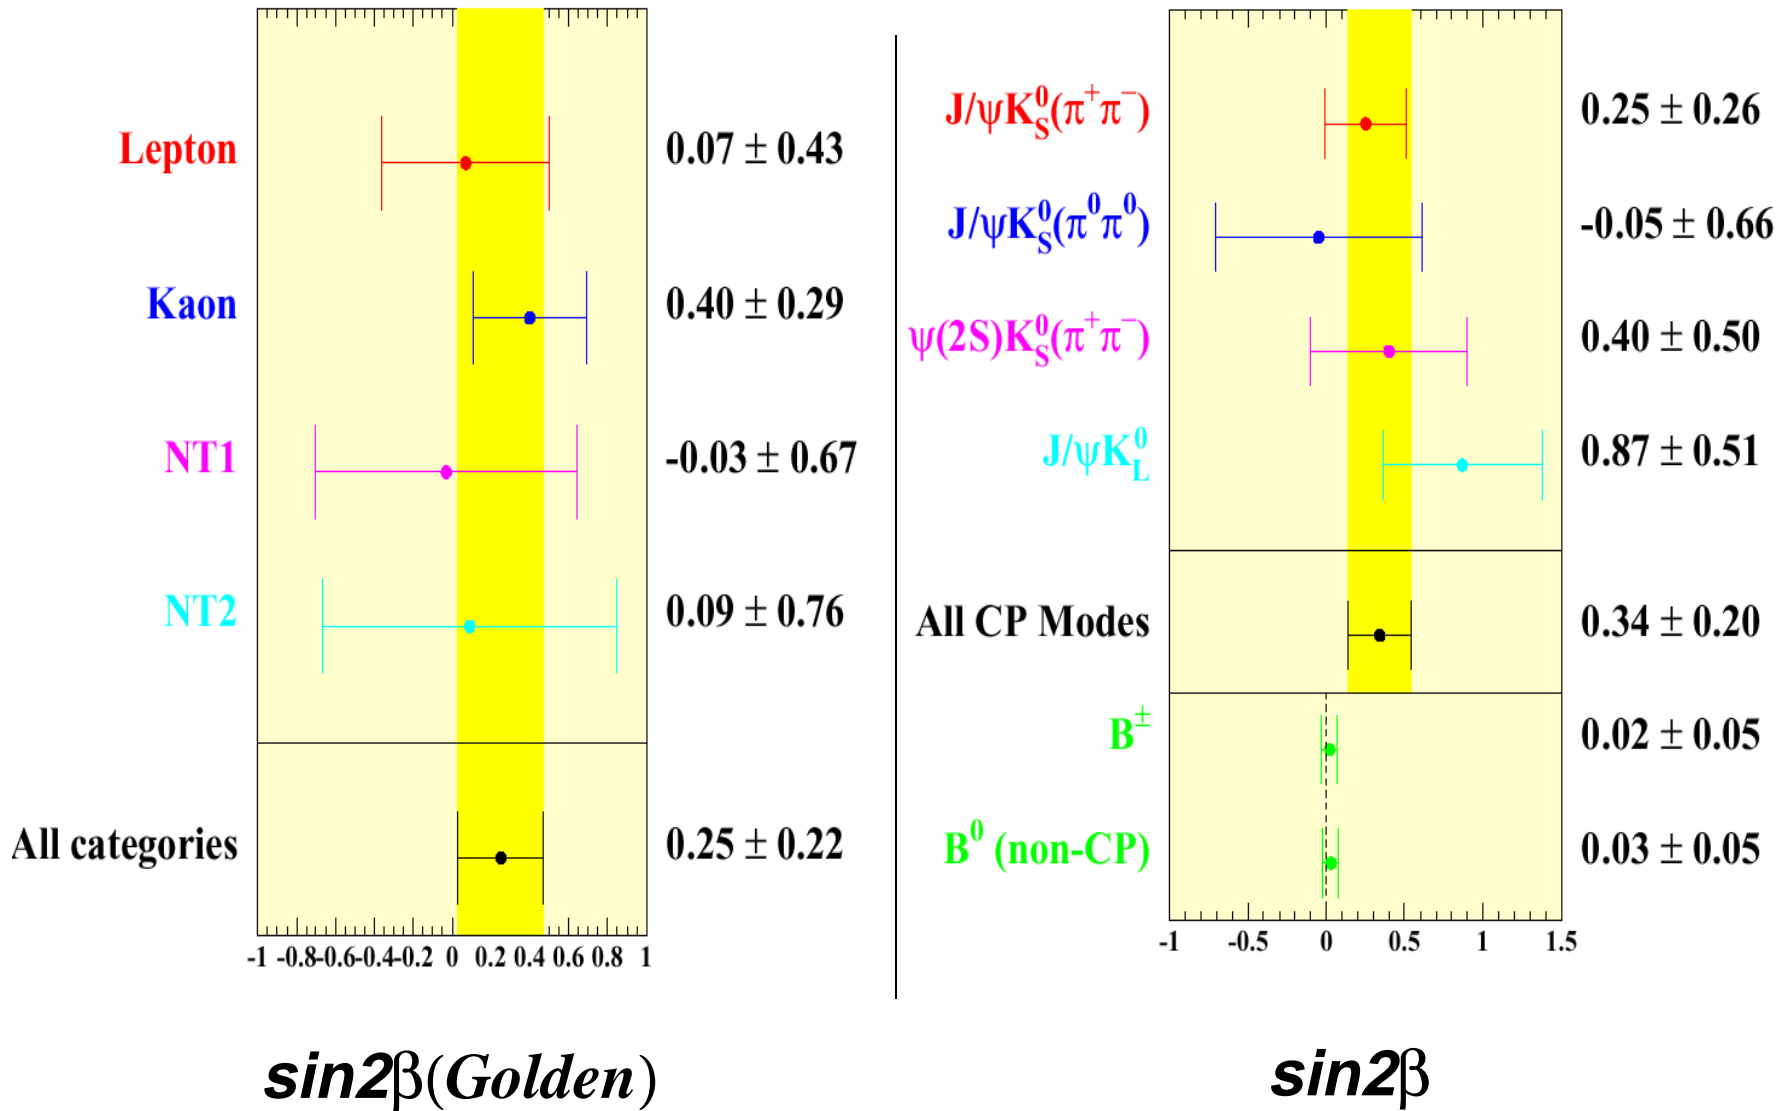 Lepton 0.07 ± 0.43
Kaon 0.40 ± 0.29
NT1 -0.03 ± 0.67
NT2 0.09 ± 0.76
All categories 0.25 ± 0.22
-1 -0.8 -0.6 -0.4 -0.2 0 0.2 0.4 0.6 0.8 1
sin2β(Golden)
J/ψK⁰_S(π⁺π⁻) 0.25 ± 0.26
J/ψK⁰_S(π⁰π⁰) -0.05 ± 0.66
ψ(2S)K⁰_S(π⁺π⁻) 0.40 ± 0.50
J/ψK⁰_L 0.87 ± 0.51
All CP Modes 0.34 ± 0.20
B^± 0.02 ± 0.05
B⁰ (non-CP) 0.03 ± 0.05
-1 -0.5 0 0.5 1 1.5
sin2β